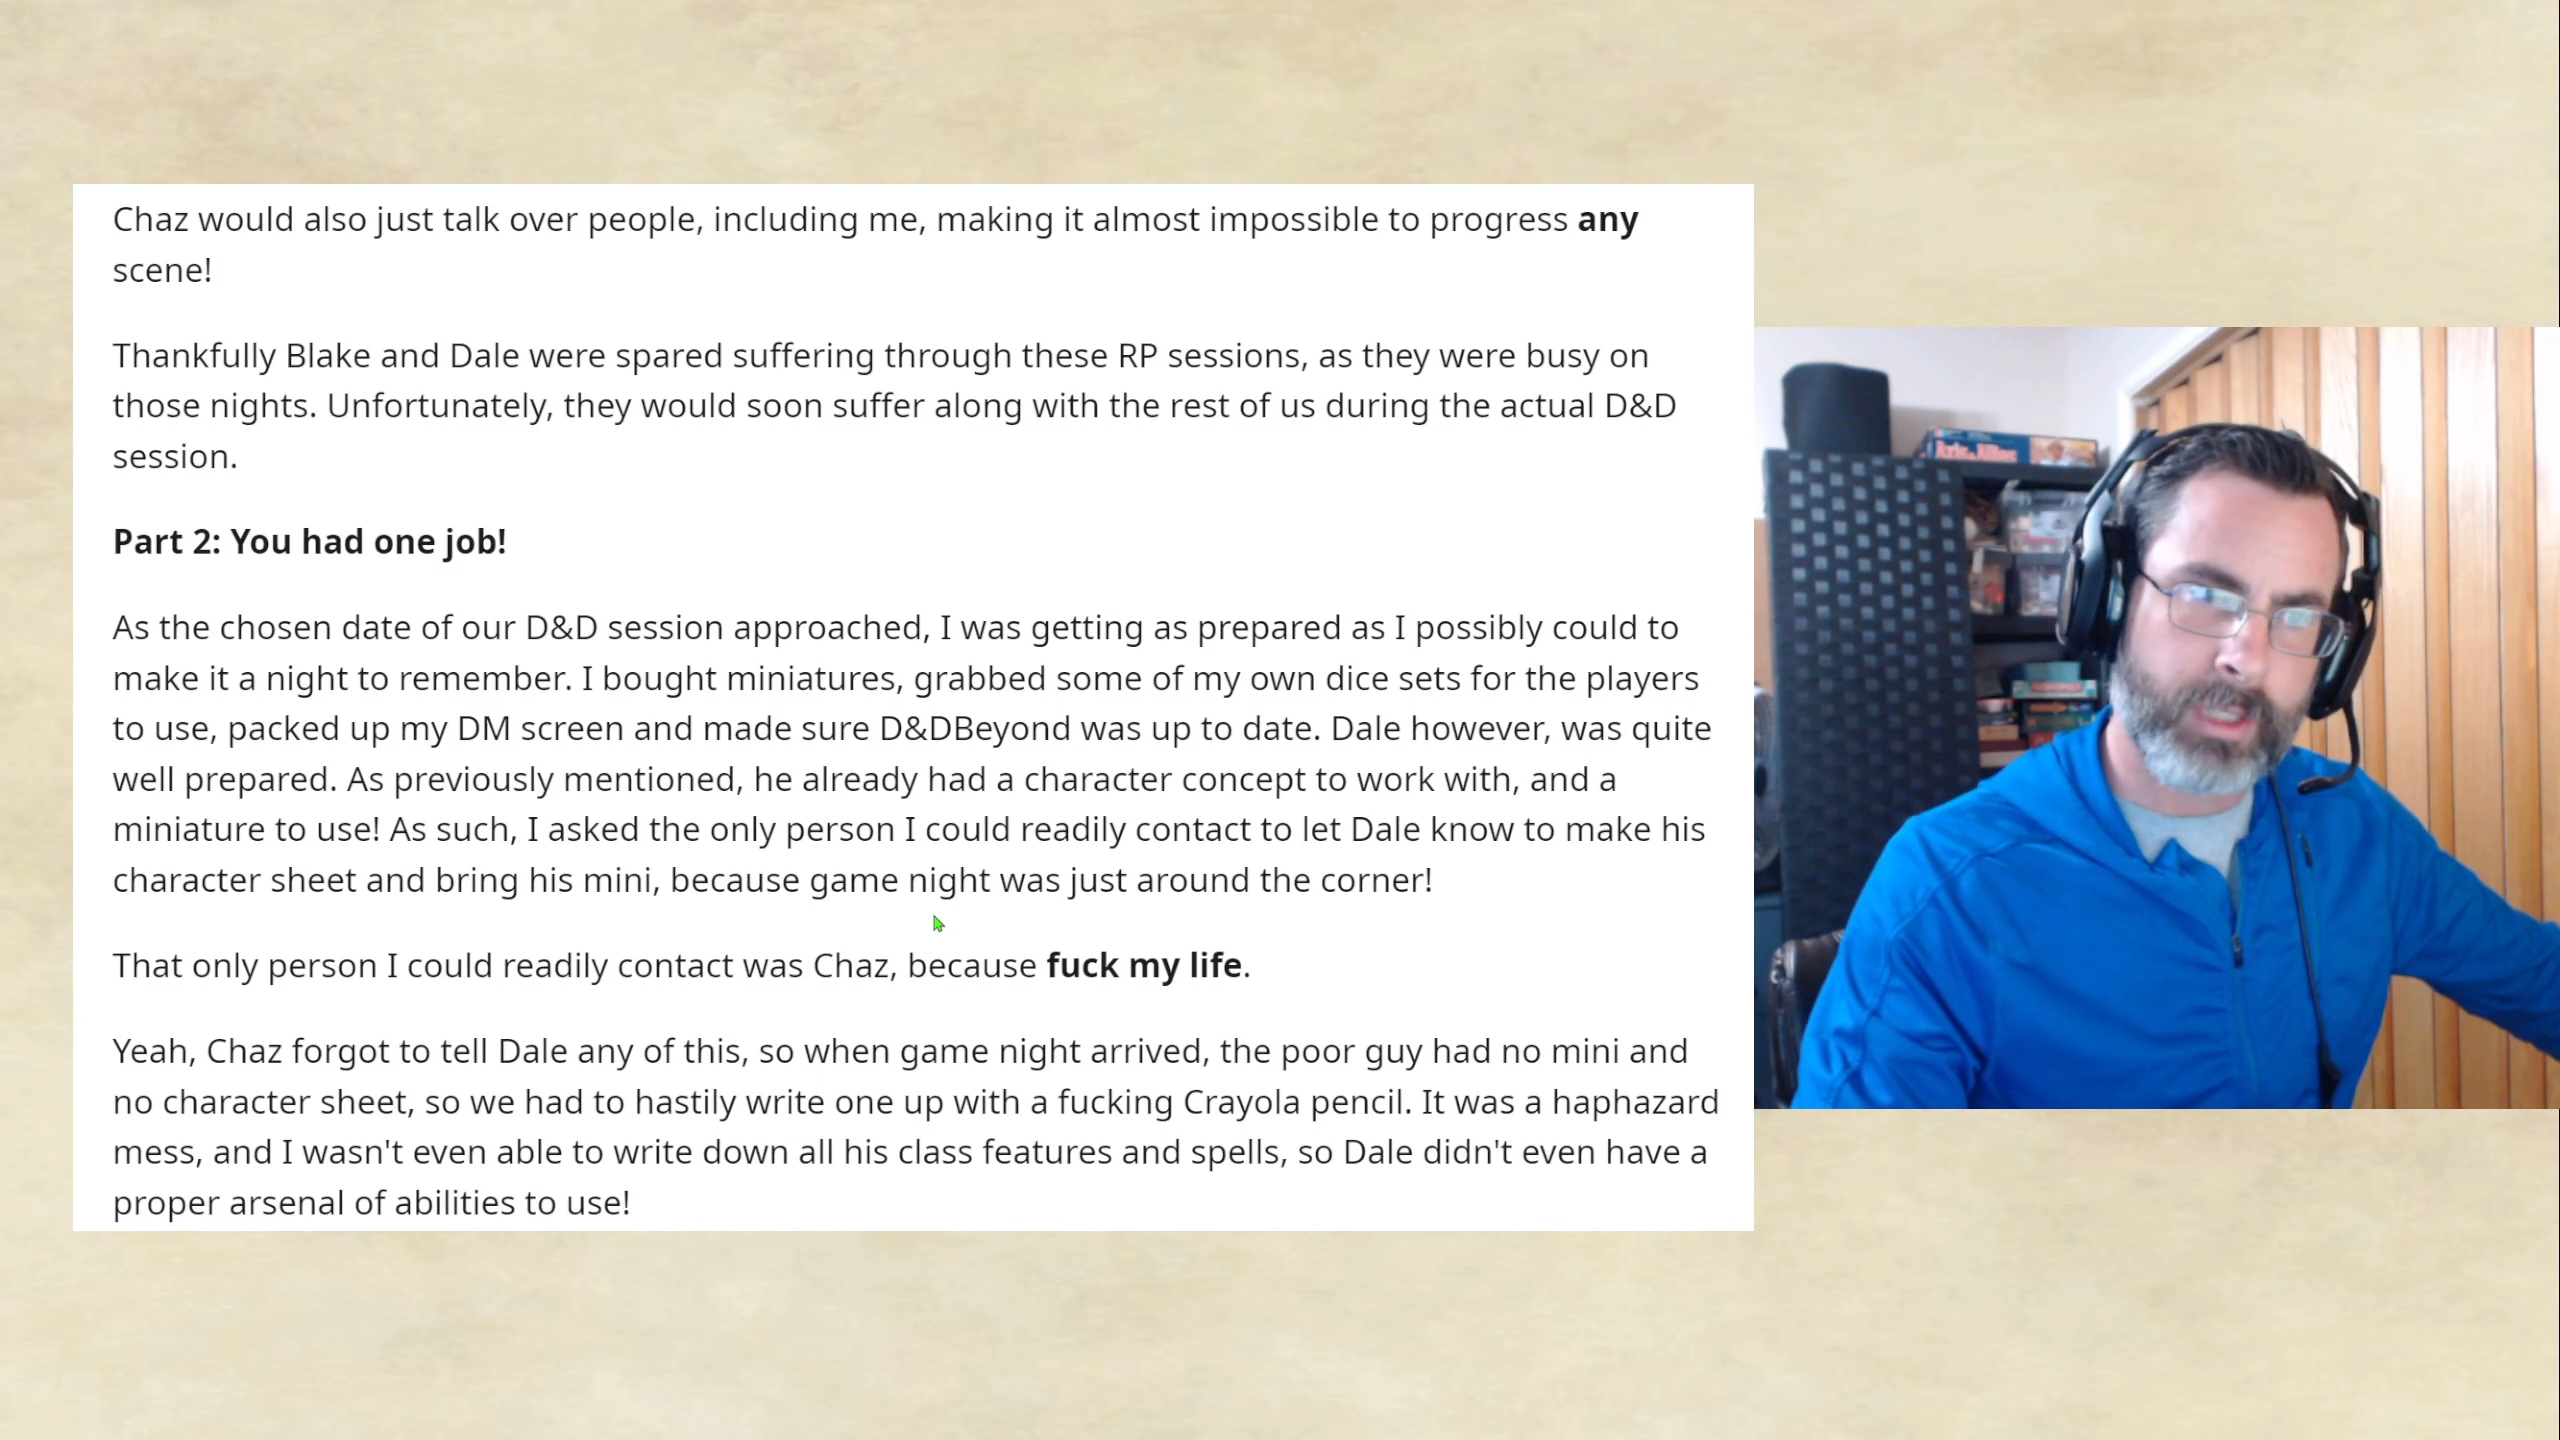 Chaz would also just talk over people, including me, making it almost impossible to progress any
scene!
Thankfully Blake and Dale were spared suffering through these RP sessions, as they were busy on
those nights. Unfortunately, they would soon suffer along with the rest of us during the actual D&D
session.
Part 2: You had one job!
As the chosen date of our D&D session approached, I was getting as prepared as I possibly could to
make it a night to remember. I bought miniatures, grabbed some of my own dice sets for the players
to use, packed up my DM screen and made sure D&DBeyond was up to date. Dale however, was quite
well prepared. As previously mentioned, he already had a character concept to work with, and a
miniature to use! As such, I asked the only person I could readily contact to let Dale know to make his
character sheet and bring his mini, because game night was just around the corner!
That only person I could readily contact was Chaz, because fuck my life.
Yeah, Chaz forgot to tell Dale any of this, so when game night arrived, the poor guy had no mini and
no character sheet, so we had to hastily write one up with a fucking Crayola pencil. It was a haphazard
mess, and I wasn't even able to write down all his class features and spells, so Dale didn't even have a
proper arsenal of abilities to use!
Axis & Allies